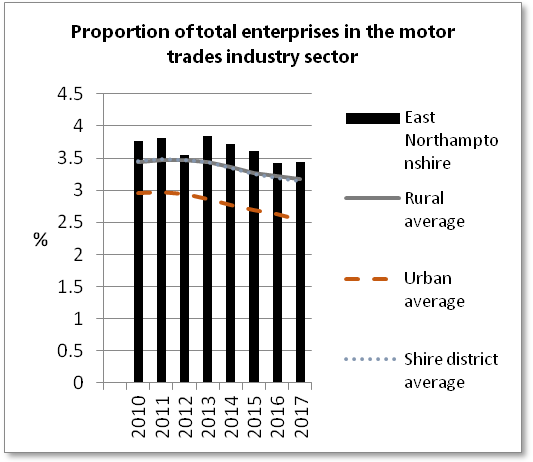 Proportion of total enterprises in the motor
trades industry sector
4.5
4
3.5
3
2.5
2
1.5
1
0.5
0
%
2010
2011
2012
2013
2014
2015
2016
2017
East
Northampto
nshire
Rural
average
Urban
average
Shire district
average